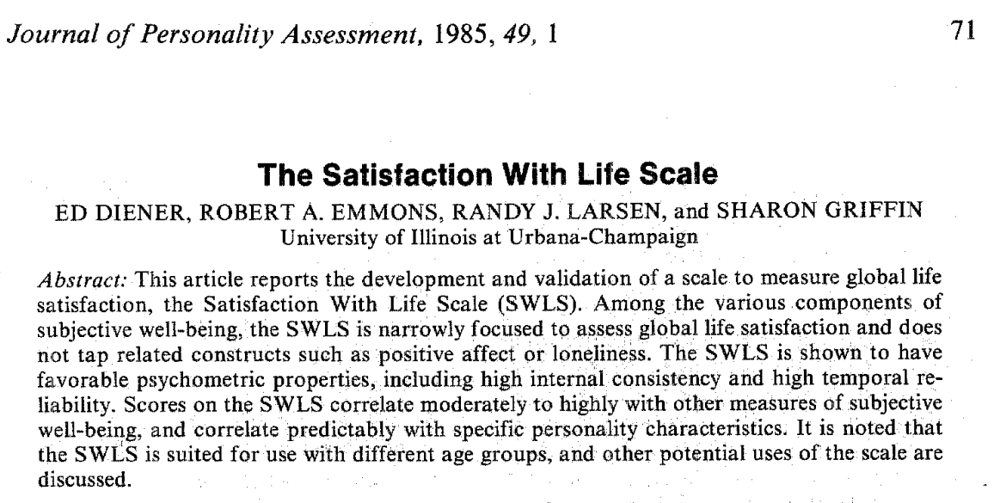 Journal of Personality Assessment, 1985, 49, 1 71
The Satisfaction With Life Scale
ED DIENER, ROBERT A. EMMONS, RANDY J. LARSEN, and SHARON GRIFFIN
University of Illinois at Urbana-Champaign
Abstract: This article reports the development and validation of a scale to measure global life
satisfaction, the Satisfaction With Life Scale (SWLS). Among the various components of
subjective well-being, the SWLS is narrowly focused to assess global life satisfaction and does
not tap related constructs such as positive affect or loneliness. The SWLS is shown to have
favorable psychometric properties, including high internal consistency and high temporal re-
liability. Scores on the SWLS correlate moderately to highly with other measures of subjective
well-being, and correlate predictably with specific personality characteristics. It is noted that
the SWLS is suited for use with different age groups, and other potential uses of the scale are
discussed.